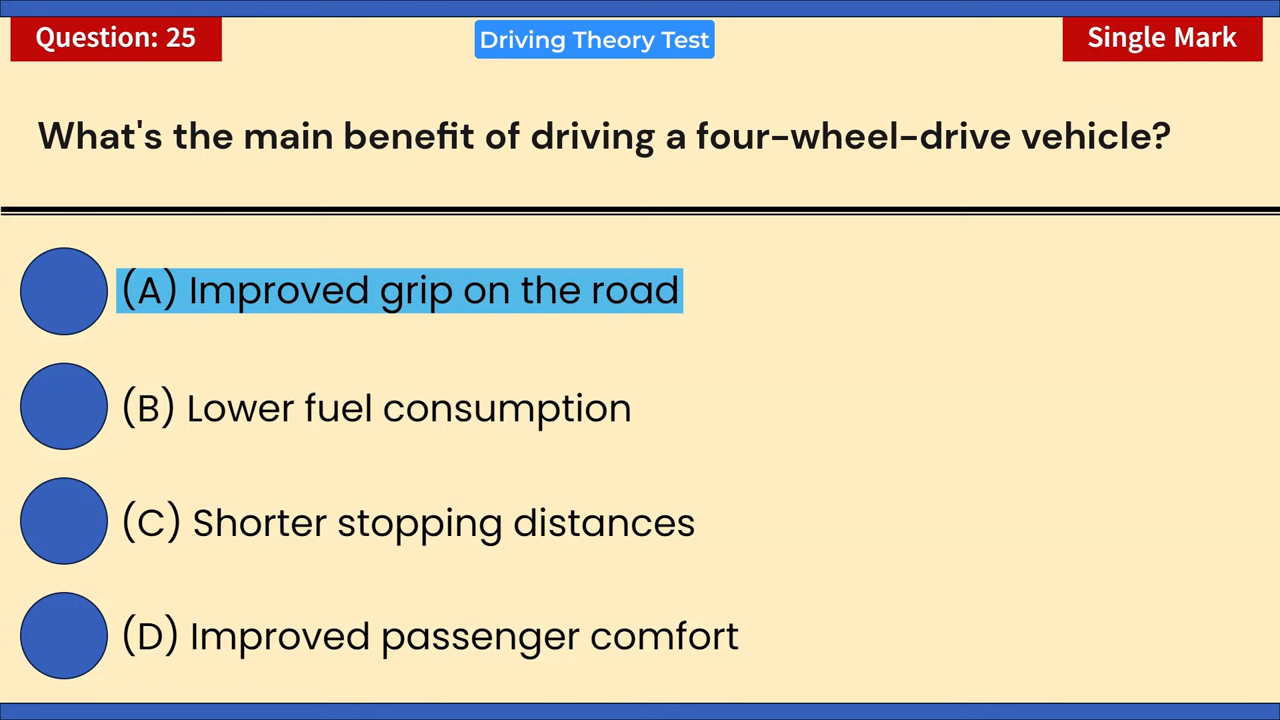 Question: 25
Driving Theory Test
Single Mark
What's the main benefit of driving a four-wheel-drive vehicle?
(A) Improved grip on the road
(B) Lower fuel consumption
(C) Shorter stopping distances
(D) Improved passenger comfort